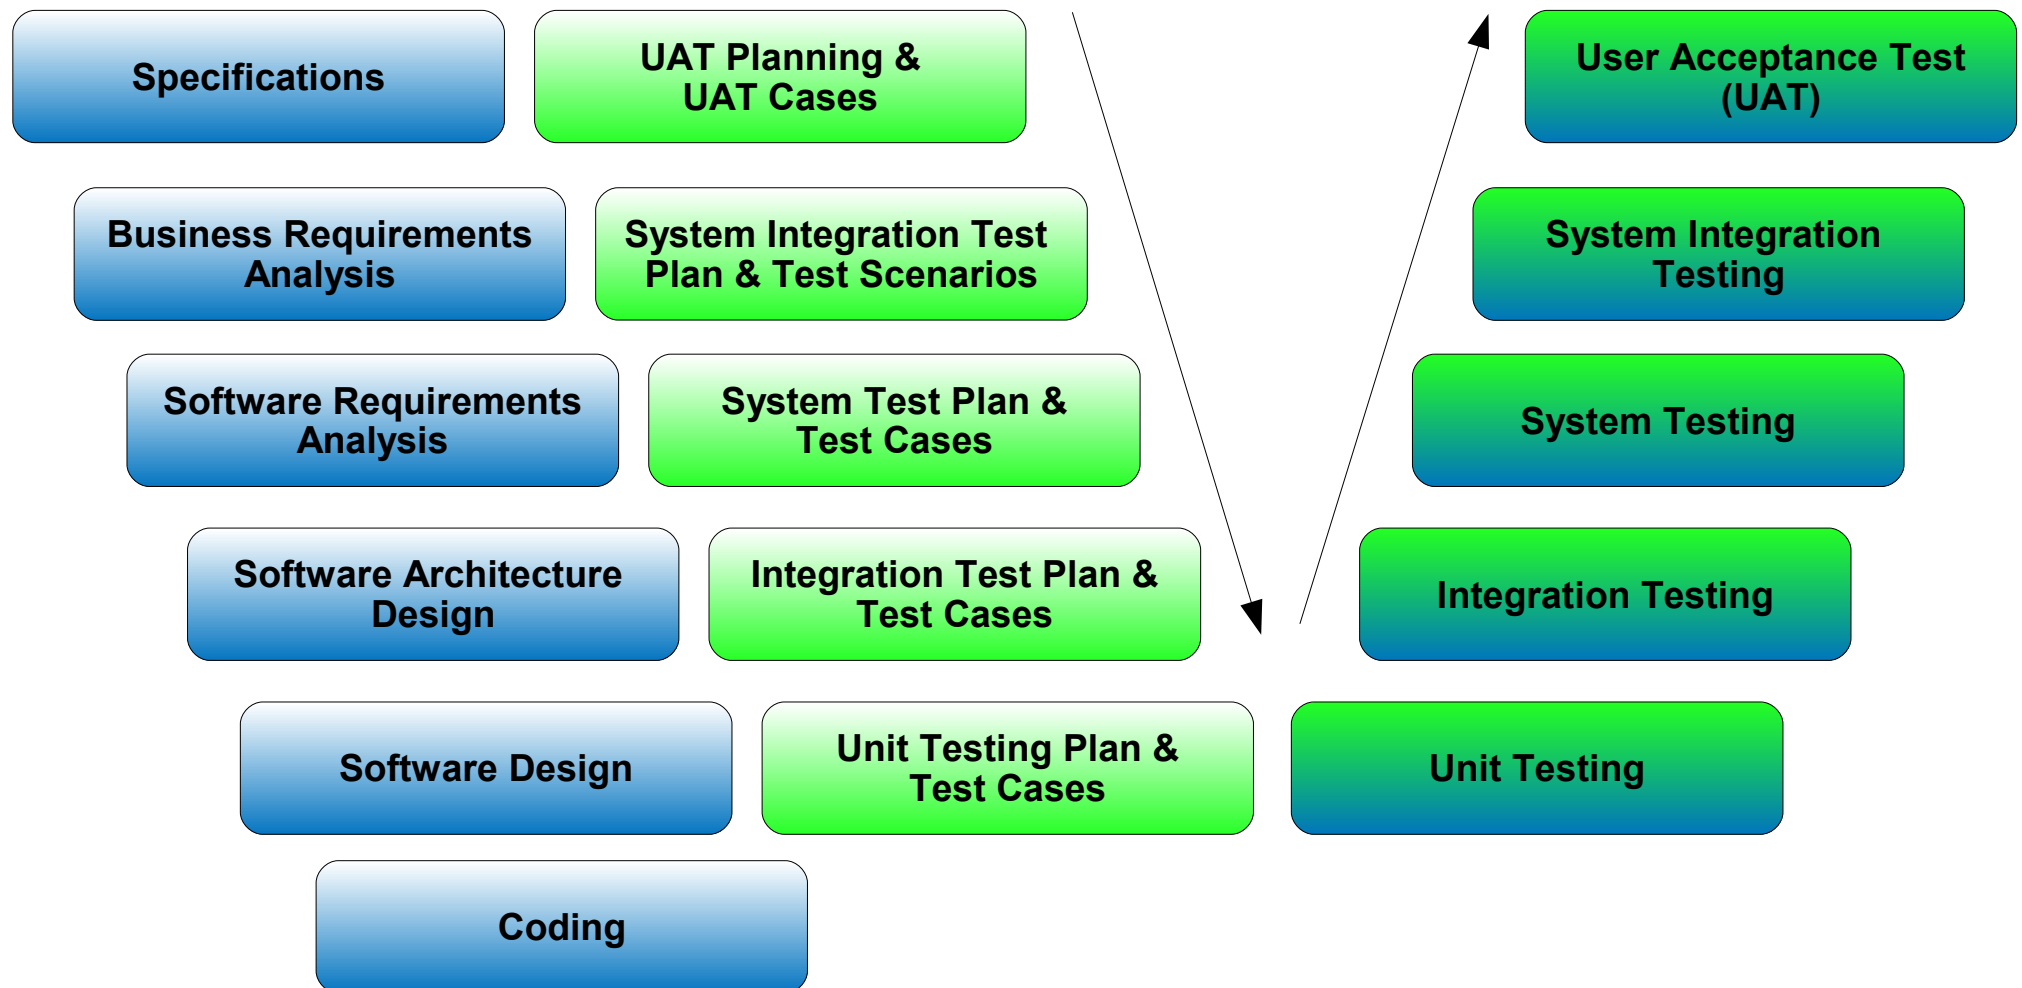 Specifications
UAT Planning &
UAT Cases
User Acceptance Test
(UAT)
Business Requirements
Analysis
System Integration Test
Plan & Test Scenarios
System Integration
Testing
Software Requirements
Analysis
System Test Plan &
Test Cases
System Testing
Software Architecture
Design
Integration Test Plan &
Test Cases
Integration Testing
Software Design
Unit Testing Plan &
Test Cases
Unit Testing
Coding